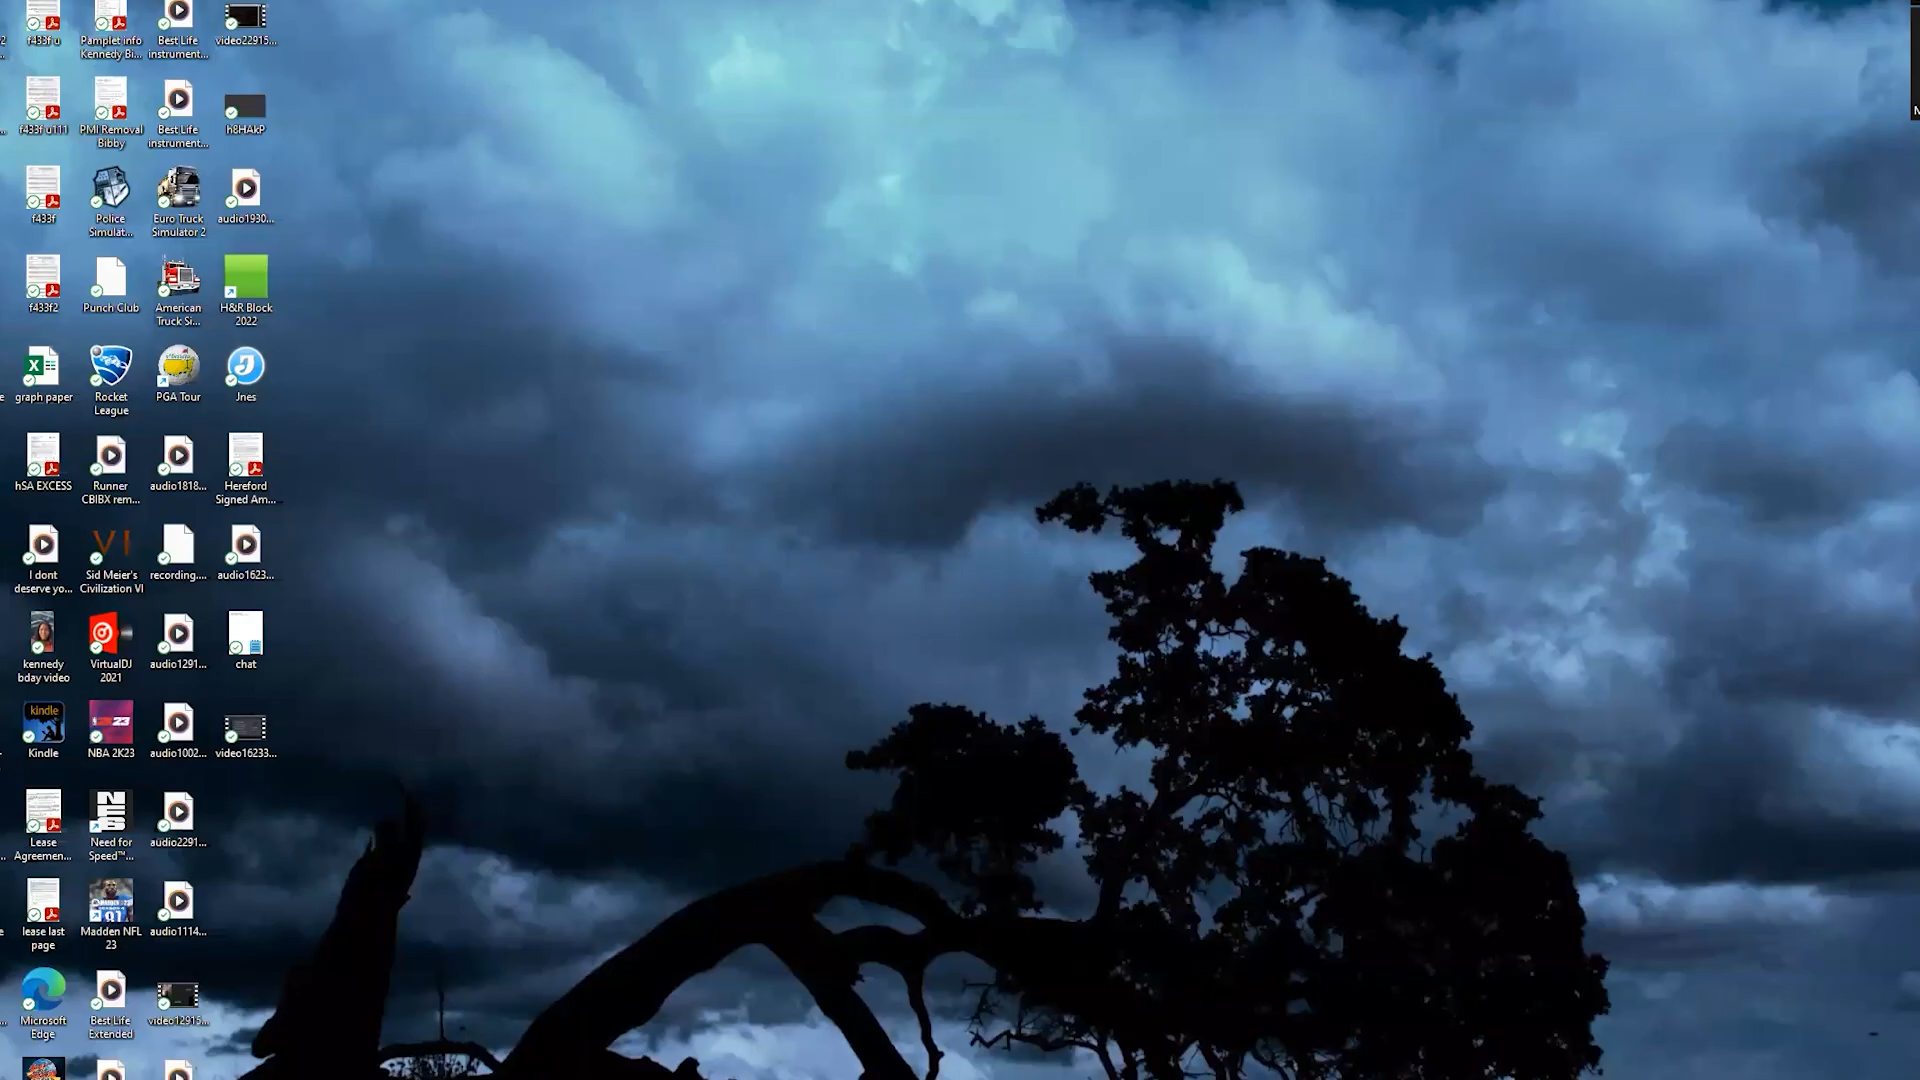 f433f u
Pamplet info
Kennedy Bi...
Best Life
instrument...
video22915...
f433f u111
PMI Removal
Bibby
Best Life
instrument...
h8HAkP
f433f
Police
Simulat...
Euro Truck
Simulator 2
audio1930...
f433f2
Punch Club
American
Truck Si...
H&R Block
2022
graph paper
Rocket
League
PGA Tour
Jnes
hSA EXCESS
Runner
CBIBX rem...
audio1818...
Hereford
Signed Am...
I dont
deserve yo...
VI
Sid Meier's
Civilization VI
recording....
audio1623...
kennedy
bday video
VirtualDJ
2021
audio1291...
chat
kindle
Kindle
23
NBA 2K23
audio1002...
video16233...
Lease
Agreemen...
Need for
Speed™...
audio2291...
lease last
page
Madden NFL
23
audio1114...
Microsoft
Edge
Best Life
Extended
video12915...